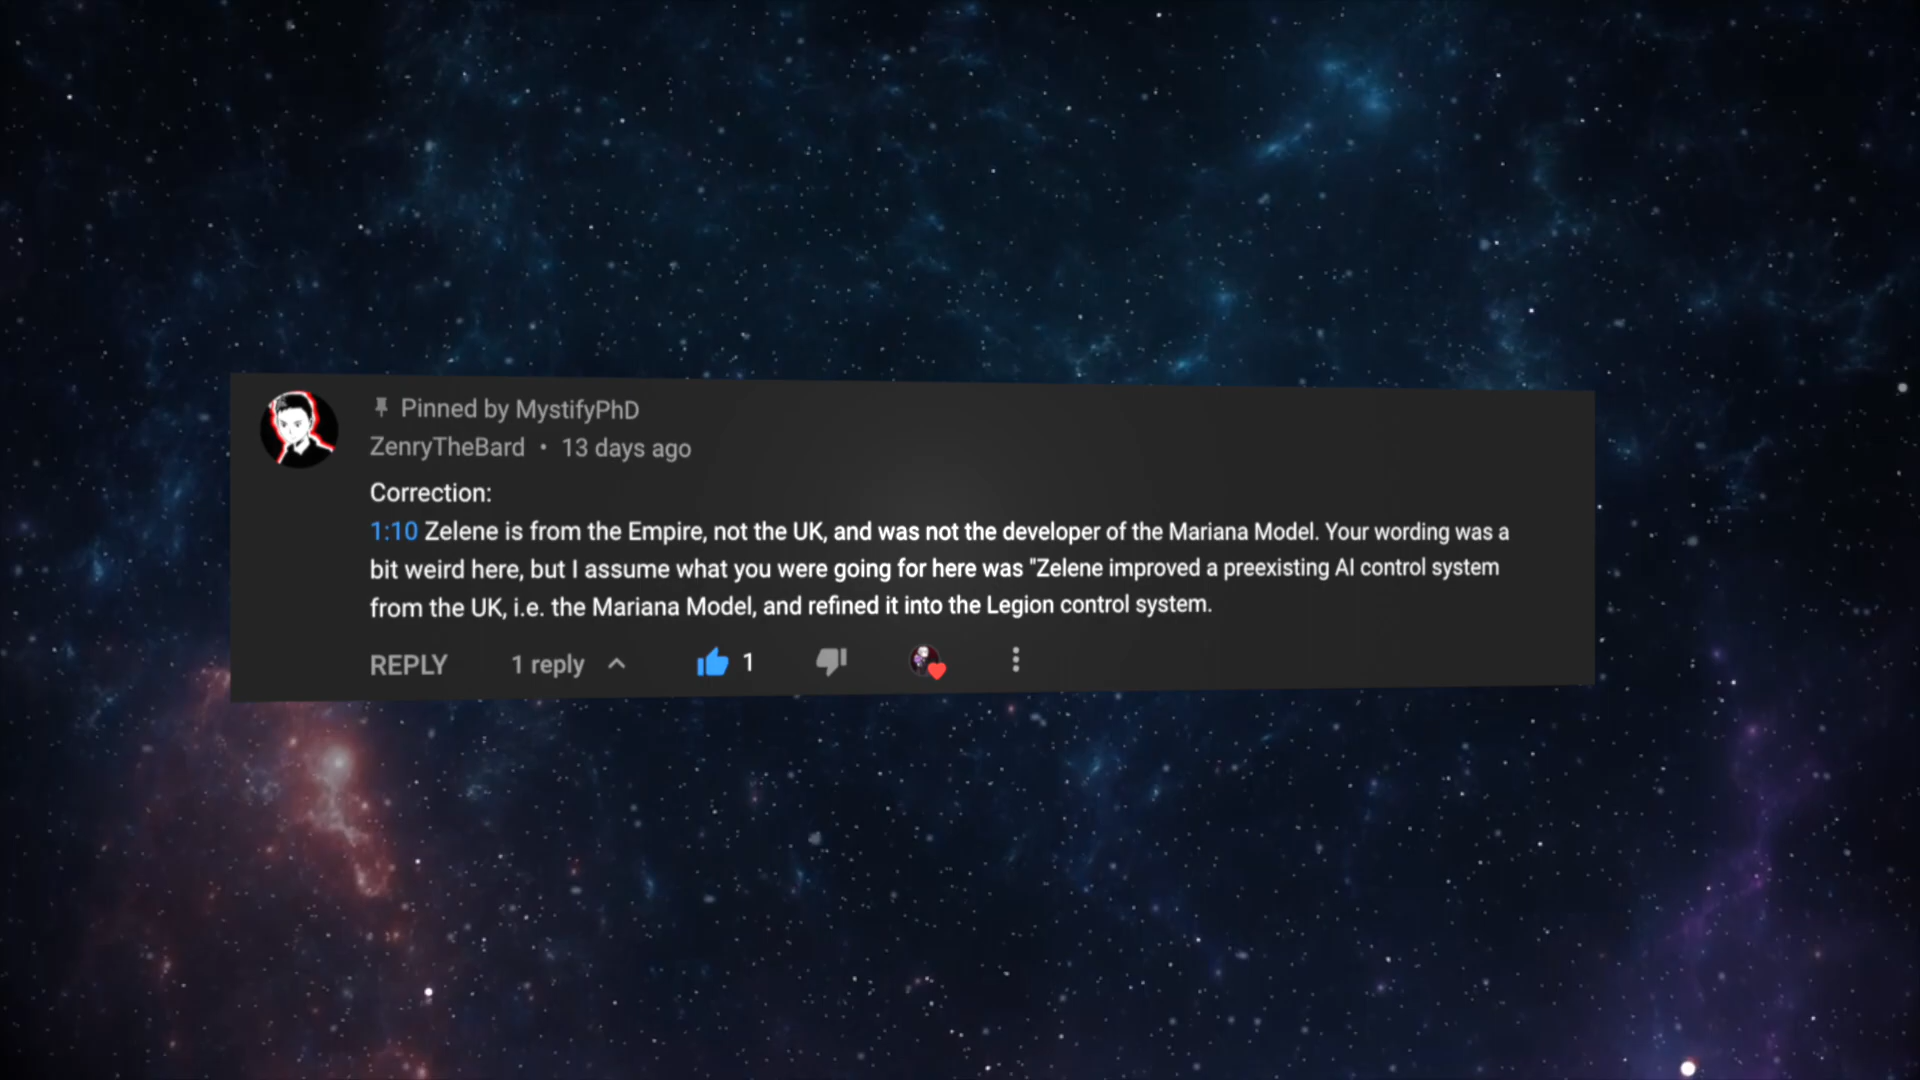 Pinned by MystifyPhD
ZenryTheBard • 13 days ago
Correction:
1:10 Zelene is from the Empire, not the UK, and was not the developer of the Mariana Model. Your wording was a
bit weird here, but I assume what you were going for here was "Zelene improved a preexisting AI control system
from the UK, i.e. the Mariana Model, and refined it into the Legion control system.
REPLY 1 reply 1